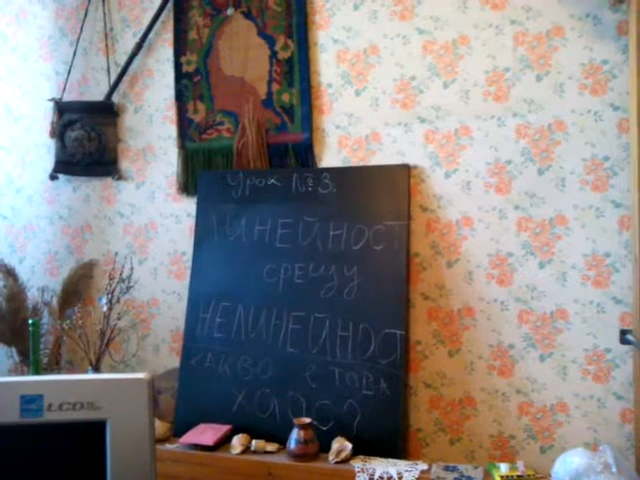 Урок №3.
ЛИНЕЙНОСТ
СРЕЩУ
НЕЛИНЕЙНОСТ
КАКВО Е ТОВА
ХАОС?
LCD